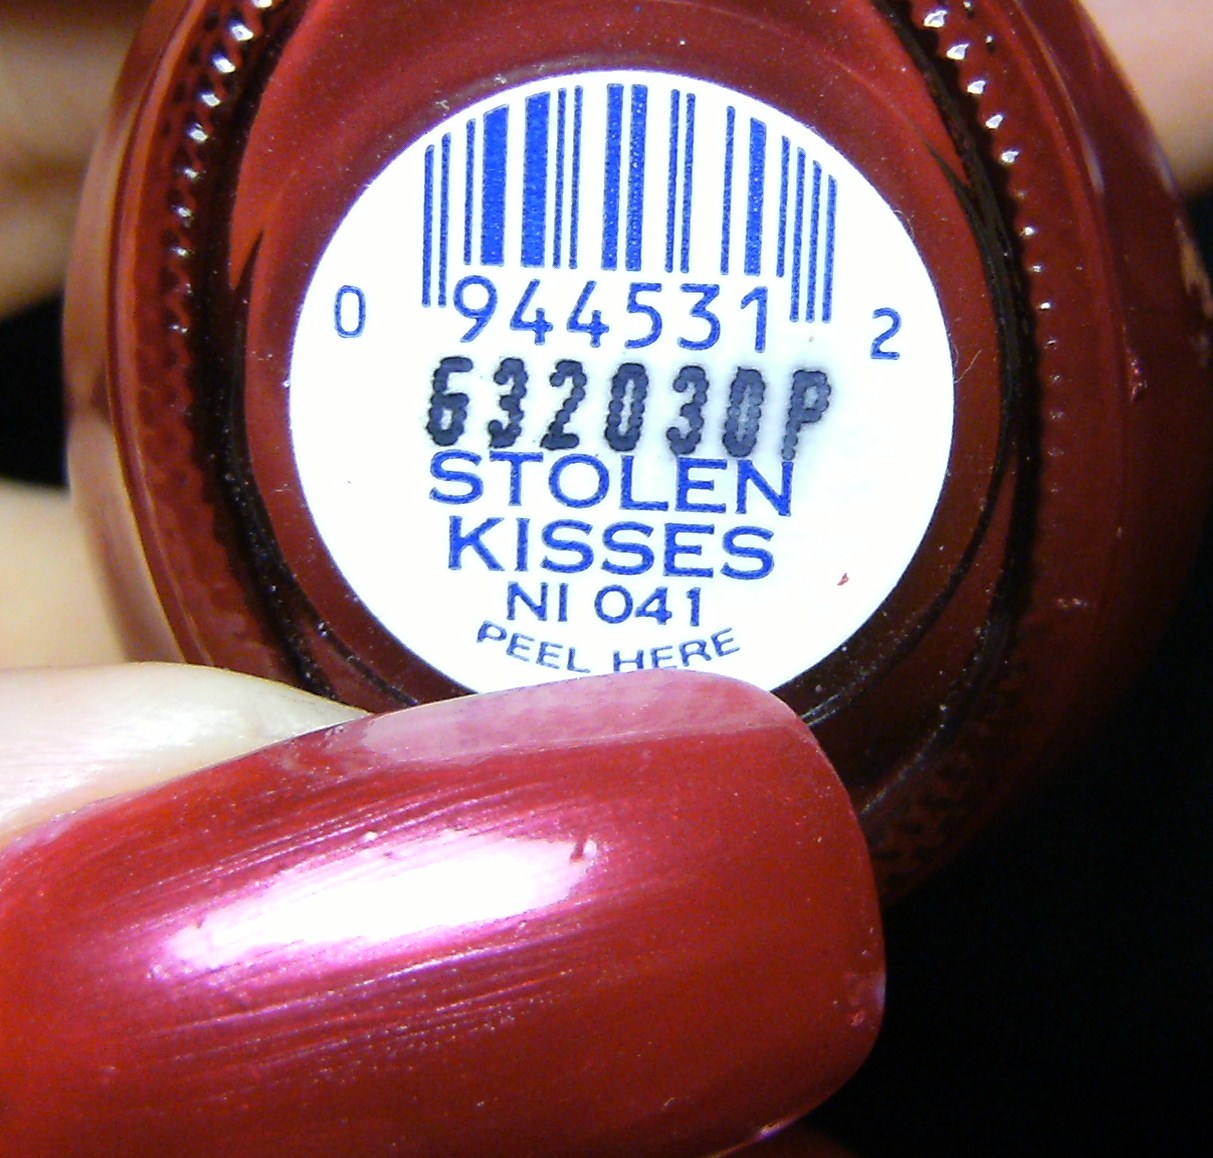 0 944531 2
632030P
STOLEN
KISSES
NI 041
PEEL HERE